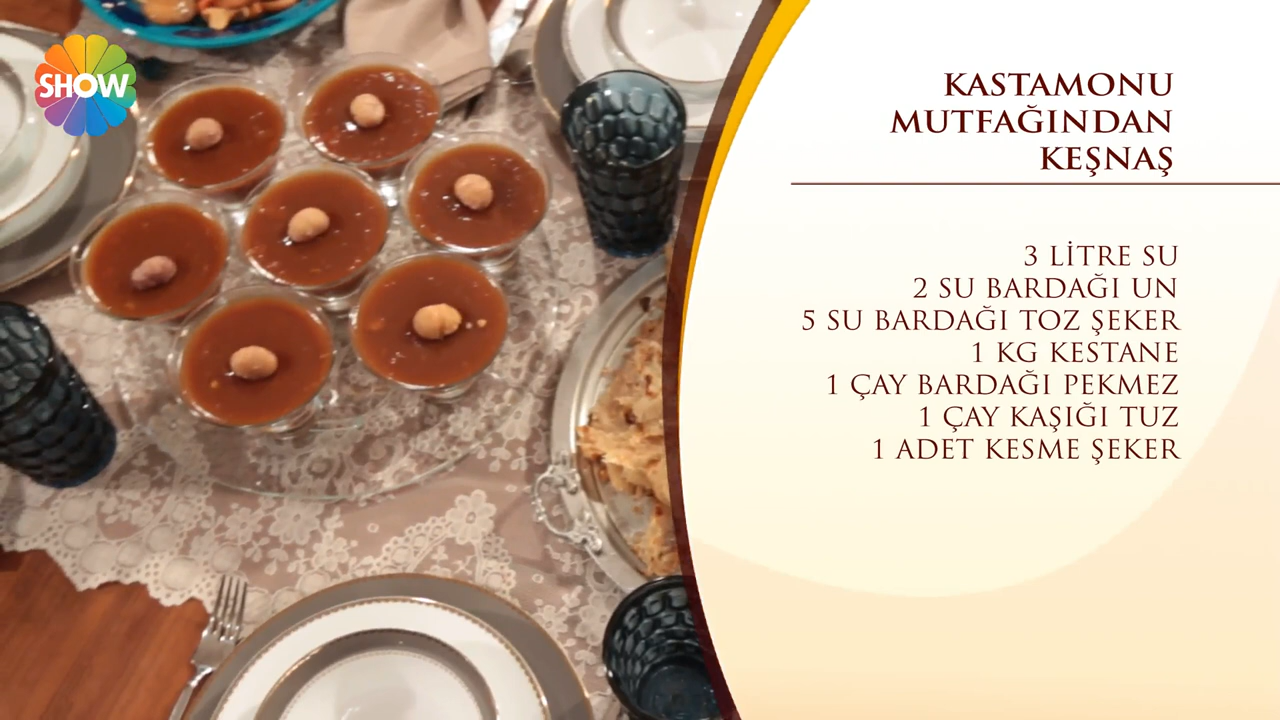 SHOW
KASTAMONU
MUTFAĞINDAN
KEŞNAŞ
3 LİTRE SU
2 SU BARDAĞI UN
5 SU BARDAĞI TOZ ŞEKER
1 KG KESTANE
1 ÇAY BARDAĞI PEKMEZ
1 ÇAY KAŞIĞI TUZ
1 ADET KESME ŞEKER